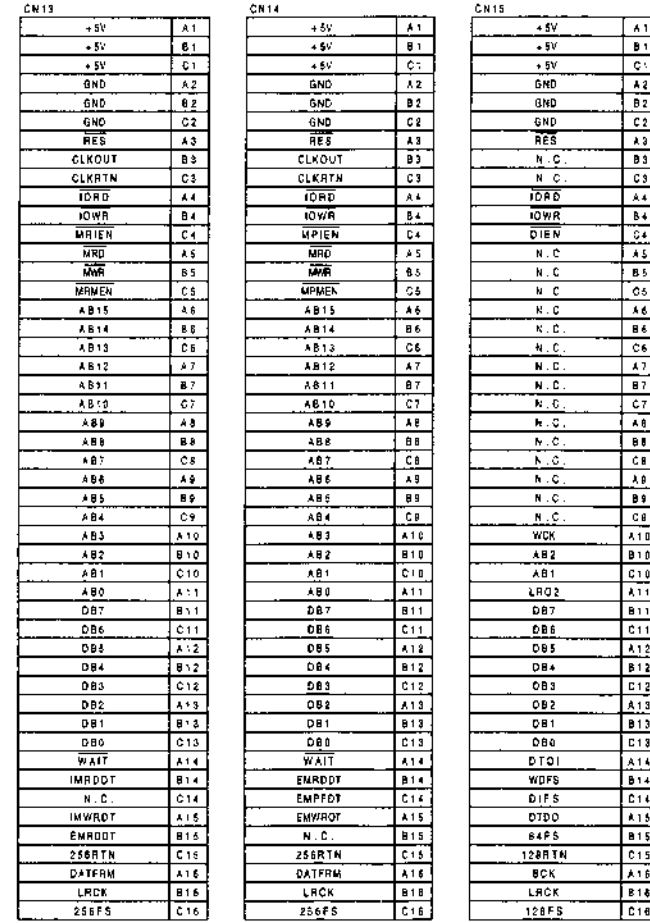 CN13
+5V A1
+5V B1
+5V C1
GND A2
GND B2
GND C2
RES A3
CLKOUT B3
CLKRTN C3
IORD A4
IOWR B4
MRIEN C4
MRD A5
MWR B5
MRMEN C5
AB15 A6
AB14 B6
AB13 C6
AB12 A7
AB11 B7
AB10 C7
AB9 A8
AB8 B8
AB7 C8
AB6 A9
AB5 B9
AB4 C9
AB3 A10
AB2 B10
AB1 C10
AB0 A11
DB7 B11
DB6 C11
DB5 A12
DB4 B12
DB3 C12
DB2 A13
DB1 B13
DB0 C13
WAIT A14
IMRDDT B14
N.C. C14
IMWRDT A15
EMRDDT B15
256RTN C15
DATFRM A16
LRCK B16
256FS C16
CN14
+5V A1
+5V B1
+5V C1
GND A2
GND B2
GND C2
RES A3
CLKOUT B3
CLKRTN C3
IORD A4
IOWR B4
MPIEN C4
MRD A5
MWR B5
MPMEN C5
AB15 A6
AB14 B6
AB13 C6
AB12 A7
AB11 B7
AB10 C7
AB9 A8
AB8 B8
AB7 C8
AB6 A9
AB5 B9
AB4 C9
AB3 A10
AB2 B10
AB1 C10
AB0 A11
DB7 B11
DB6 C11
DB5 A12
DB4 B12
DB3 C12
DB2 A13
DB1 B13
DB0 C13
WAIT A14
EMRDDT B14
EMPFDT C14
EMWRDT A15
N.C. B15
256RTN C15
DATFRM A16
LRCK B16
256FS C16
CN15
+5V A1
+5V B1
+5V C1
GND A2
GND B2
GND C2
RES A3
N.C. B3
N.C. C3
IORD A4
IOWR B4
DIEN C4
N.C A5
N.C B5
N.C C5
N.C. A6
N.C. B6
N.C. C6
N.C. A7
N.C. B7
N.C. C7
N.C. A8
N.C. B8
N.C. C8
N.C. A9
N.C. B9
N.C. C9
WCK A10
AB2 B10
AB1 C10
LRO2 A11
DB7 B11
DB6 C11
DB5 A12
DB4 B12
DB3 C12
DB2 A13
DB1 B13
DB0 C13
DTOI A14
WDFS B14
DIFS C14
DTDO A15
64FS B15
128RTN C15
BCK A16
LRCK B16
128FS C16